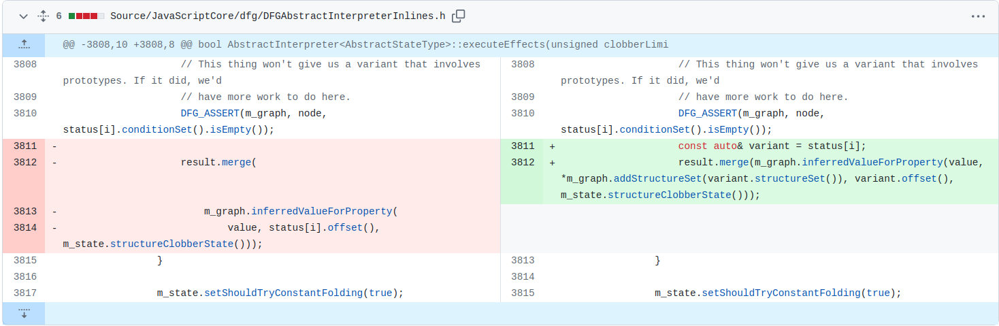 6 Source/JavaScriptCore/dfg/DFGAbstractInterpreterInlines.h
@@ -3808,10 +3808,8 @@ bool AbstractInterpreter<AbstractStateType>::executeEffects(unsigned clobberLimi
3808 // This thing won't give us a variant that involves
prototypes. If it did, we'd
3809 // have more work to do here.
3810 DFG_ASSERT(m_graph, node,
status[i].conditionSet().isEmpty());
3811 -
3812 - result.merge(
3813 - m_graph.inferredValueForProperty(
3814 - value, status[i].offset(),
m_state.structureClobberState()));
3815 }
3816
3817 m_state.setShouldTryConstantFolding(true);
3808 // This thing won't give us a variant that involves
prototypes. If it did, we'd
3809 // have more work to do here.
3810 DFG_ASSERT(m_graph, node,
status[i].conditionSet().isEmpty());
3811 + const auto& variant = status[i];
3812 + result.merge(m_graph.inferredValueForProperty(value,
*m_graph.addStructureSet(variant.structureSet()), variant.offset(),
m_state.structureClobberState()));
3813 }
3814
3815 m_state.setShouldTryConstantFolding(true);